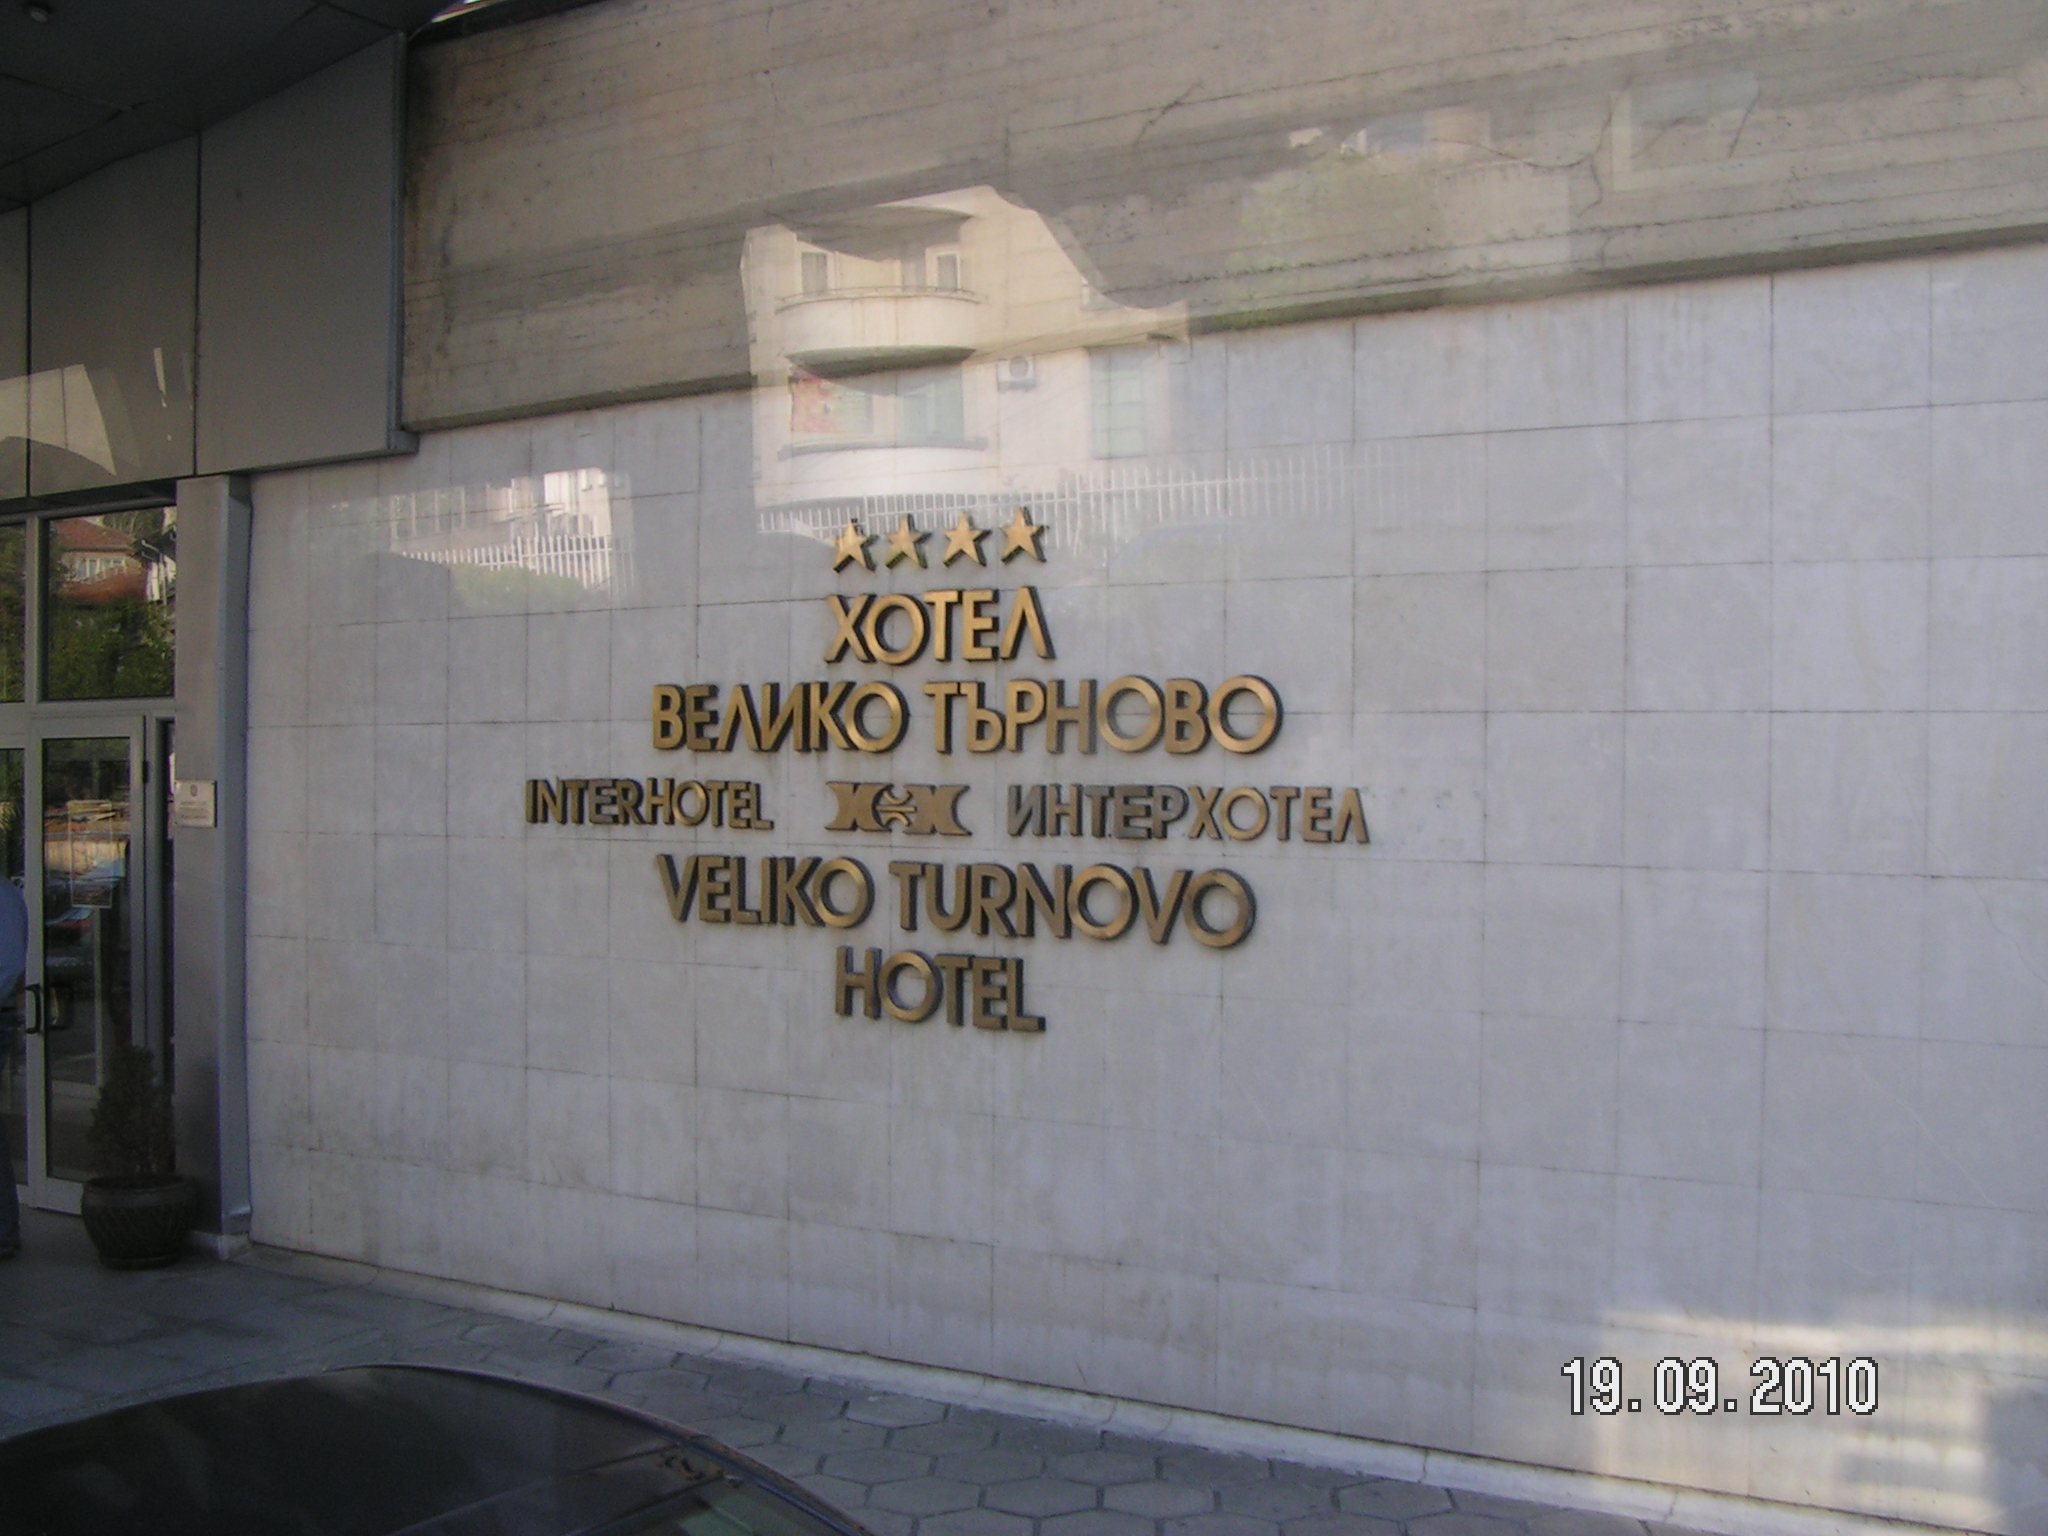 ХОТЕЛ
ВЕЛИКО ТЪРНОВО
INTERHOTEL ИНТЕРХОТЕЛ
VELIKO TURNOVO
HOTEL
19.09.2010